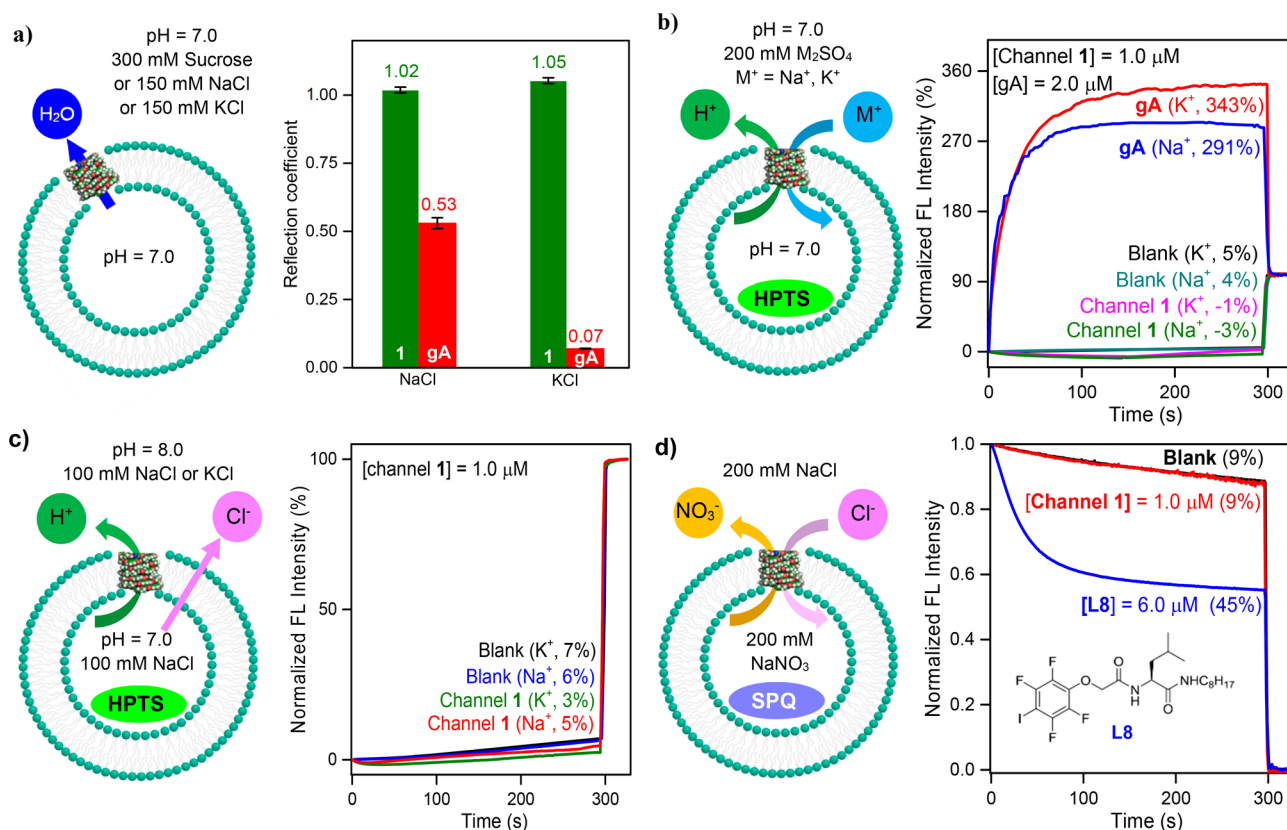 a)
pH = 7.0
300 mM Sucrose
or 150 mM NaCl
or 150 mM KCl
H₂O
pH = 7.0
Reflection coefficient
1.00
0.75
0.50
0.25
0.00
1.02
0.53
1.05
0.07
1
gA
1
gA
NaCl
KCl
b)
pH = 7.0
200 mM M₂SO₄
M⁺ = Na⁺, K⁺
H⁺
M⁺
pH = 7.0
HPTS
Normalized FL Intensity (%)
360
270
180
90
0
[Channel 1] = 1.0 μM
[gA] = 2.0 μM
gA (K⁺, 343%)
gA (Na⁺, 291%)
Blank (K⁺, 5%)
Blank (Na⁺, 4%)
Channel 1 (K⁺, -1%)
Channel 1 (Na⁺, -3%)
0
100
200
300
Time (s)
c)
pH = 8.0
100 mM NaCl or KCl
H⁺
Cl⁻
pH = 7.0
100 mM NaCl
HPTS
Normalized FL Intensity (%)
100
50
0
[channel 1] = 1.0 μM
Blank (K⁺, 7%)
Blank (Na⁺, 6%)
Channel 1 (K⁺, 3%)
Channel 1 (Na⁺, 5%)
0
100
200
300
Time (s)
d)
200 mM NaCl
NO₃⁻
Cl⁻
200 mM
NaNO₃
SPQ
Normalized FL Intensity
1.0
0.8
0.6
0.4
0.2
0.0
Blank (9%)
[Channel 1] = 1.0 μM (9%)
[L8] = 6.0 μM (45%)
F
F
I
F
F
O
O
N
H
O
NHC₈H₁₇
L8
0
100
200
300
Time (s)